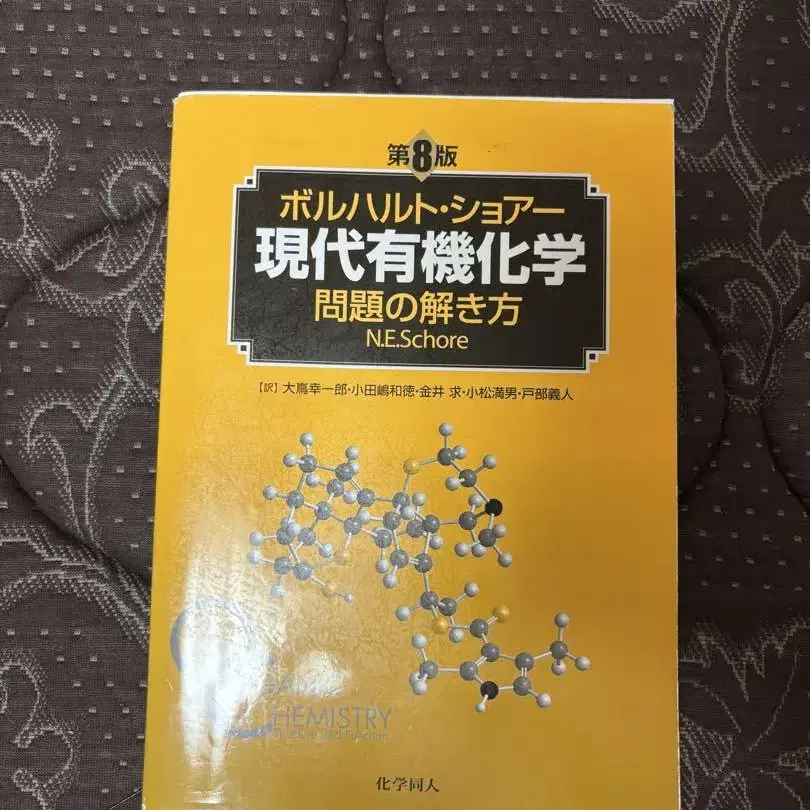 第8版
ボルハルト・ショアー
現代有機化学
問題の解き方
N.E.Schore
【訳】大嶌幸一郎・小田嶋和徳・金井 求・小松満男・戸部義人
HEMISTRY
化学同人